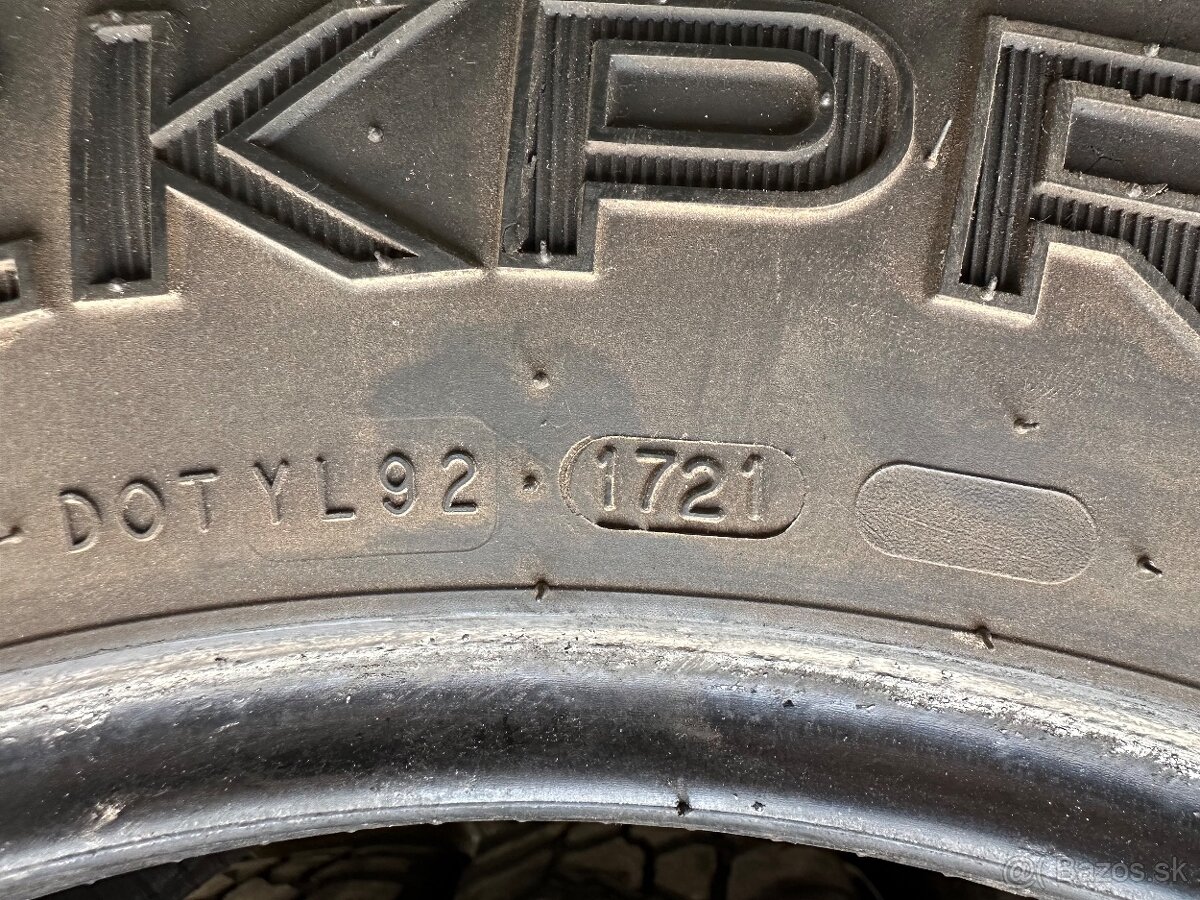 KPR
DOT YL92 1721
Bazos.sk